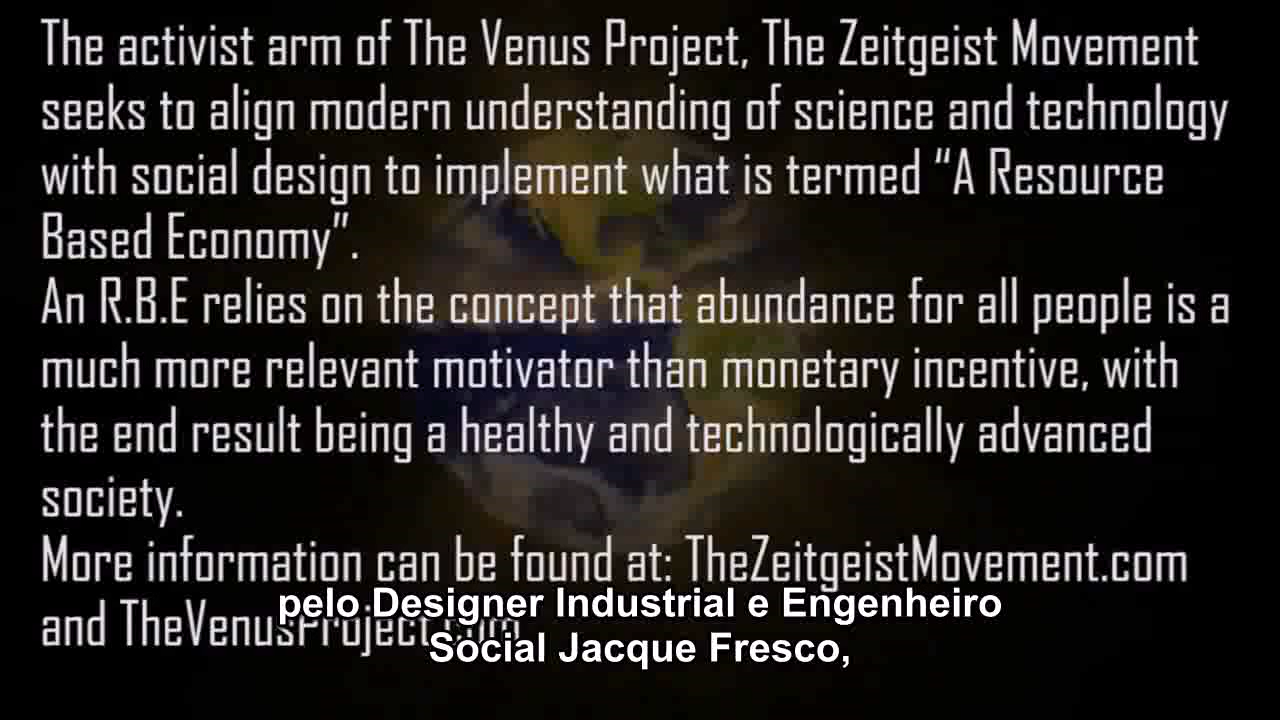 The activist arm of The Venus Project, The Zeitgeist Movement
seeks to align modern understanding of science and technology
with social design to implement what is termed “A Resource
Based Economy”.
An R.B.E relies on the concept that abundance for all people is a
much more relevant motivator than monetary incentive, with
the end result being a healthy and technologically advanced
society.
More information can be found at: TheZeitgeistMovement.com
and TheVenusProject.com
pelo Designer Industrial e Engenheiro
Social Jacque Fresco,